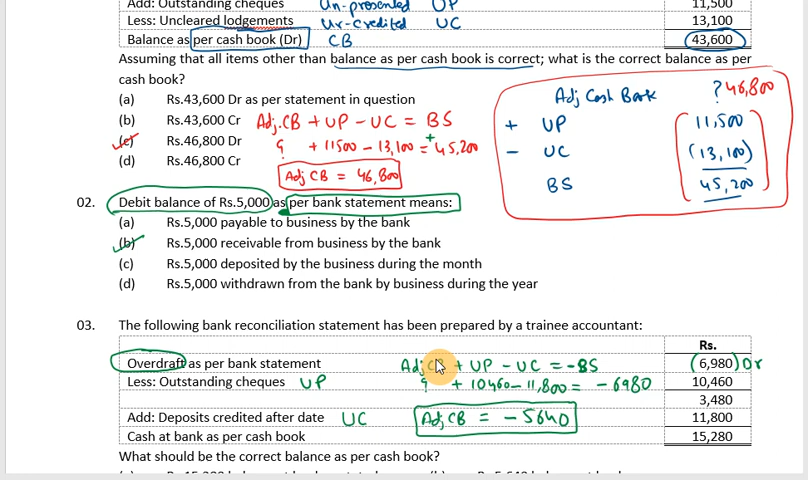 Add: Outstanding cheques Un-presented UP 11,500
Less: Uncleared lodgements Ur-credited UC 13,100
Balance as per cash book (Dr) CB 43,600
Assuming that all items other than balance as per cash book is correct; what is the correct balance as per
cash book?
(a) Rs.43,600 Dr as per statement in question
(b) Rs.43,600 Cr
(c) Rs.46,800 Dr
(d) Rs.46,800 Cr
Adj.CB + UP - UC = BS
? + 11500 - 13,100 = +45,200
Adj CB = 46,800
Adj Cash Bank ? 46,800
+ UP 11,500
- UC (13,100)
BS 45,200
02. Debit balance of Rs.5,000 as per bank statement means:
(a) Rs.5,000 payable to business by the bank
(b) Rs.5,000 receivable from business by the bank
(c) Rs.5,000 deposited by the business during the month
(d) Rs.5,000 withdrawn from the bank by business during the year
03. The following bank reconciliation statement has been prepared by a trainee accountant:
Rs.
Overdraft as per bank statement (6,980) Dr
Less: Outstanding cheques UP 10,460
3,480
Add: Deposits credited after date UC 11,800
Cash at bank as per cash book 15,280
Adj CB + UP - UC = -BS
? + 10460 - 11,800 = - 6980
Adj CB = - 5640
What should be the correct balance as per cash book?